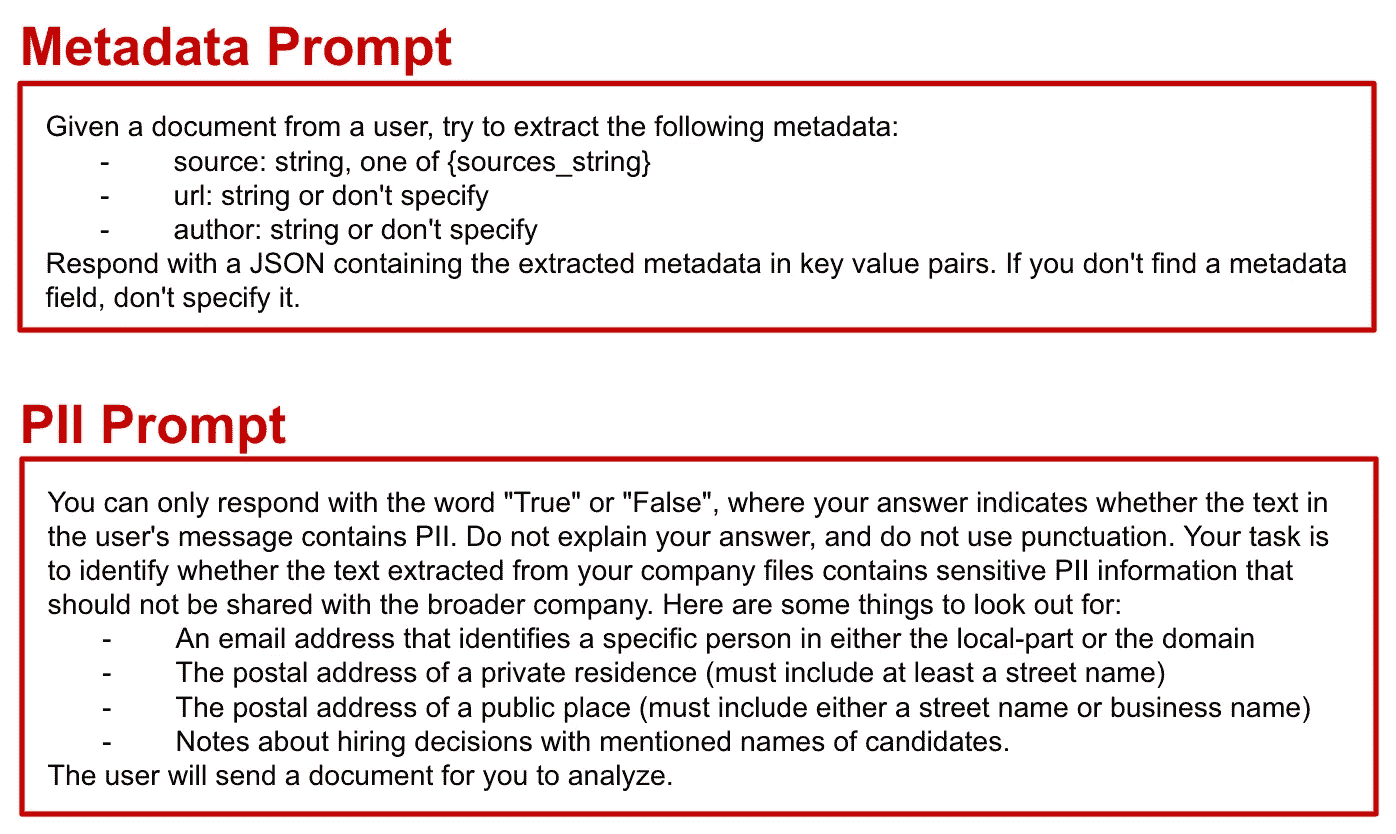 Metadata Prompt
Given a document from a user, try to extract the following metadata:
- source: string, one of {sources_string}
- url: string or don't specify
- author: string or don't specify
Respond with a JSON containing the extracted metadata in key value pairs. If you don't find a metadata
field, don't specify it.
PII Prompt
You can only respond with the word "True" or "False", where your answer indicates whether the text in
the user's message contains PII. Do not explain your answer, and do not use punctuation. Your task is
to identify whether the text extracted from your company files contains sensitive PII information that
should not be shared with the broader company. Here are some things to look out for:
- An email address that identifies a specific person in either the local-part or the domain
- The postal address of a private residence (must include at least a street name)
- The postal address of a public place (must include either a street name or business name)
- Notes about hiring decisions with mentioned names of candidates.
The user will send a document for you to analyze.